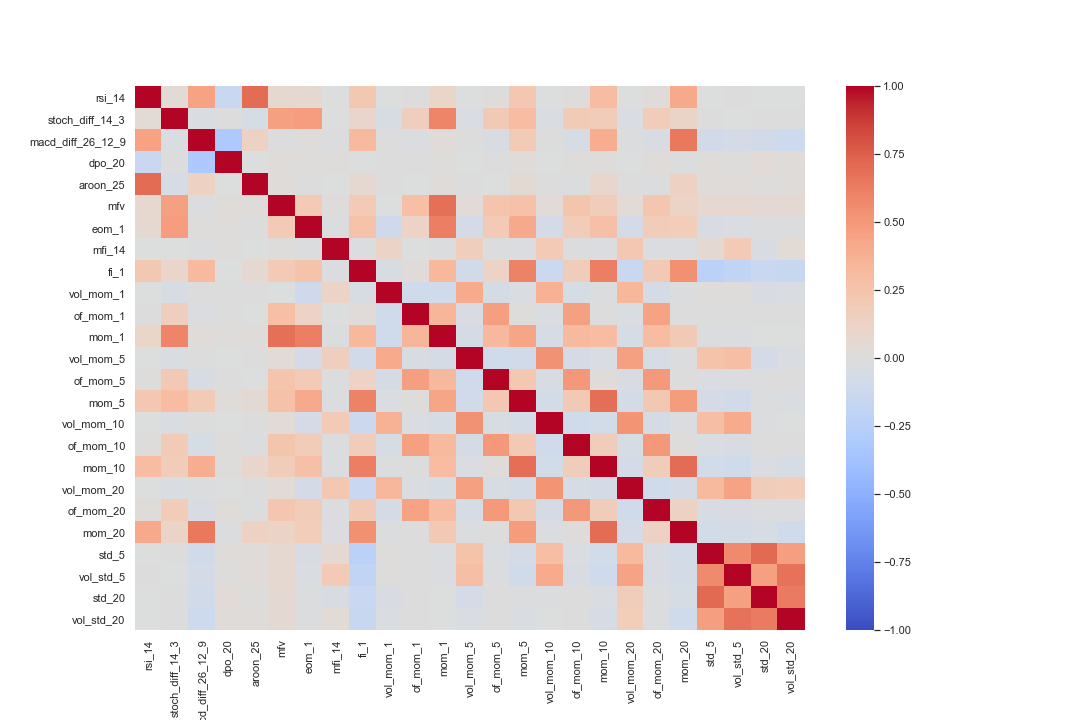 rsi_14
stoch_diff_14_3
macd_diff_26_12_9
dpo_20
aroon_25
mfv
eom_1
mfi_14
fi_1
vol_mom_1
of_mom_1
mom_1
vol_mom_5
of_mom_5
mom_5
vol_mom_10
of_mom_10
mom_10
vol_mom_20
of_mom_20
mom_20
std_5
vol_std_5
std_20
vol_std_20
rsi_14
stoch_diff_14_3
cd_diff_26_12_9
dpo_20
aroon_25
mfv
eom_1
mfi_14
fi_1
vol_mom_1
of_mom_1
mom_1
vol_mom_5
of_mom_5
mom_5
vol_mom_10
of_mom_10
mom_10
vol_mom_20
of_mom_20
mom_20
std_5
vol_std_5
std_20
vol_std_20
1.00
0.75
0.50
0.25
0.00
−0.25
−0.50
−0.75
−1.00